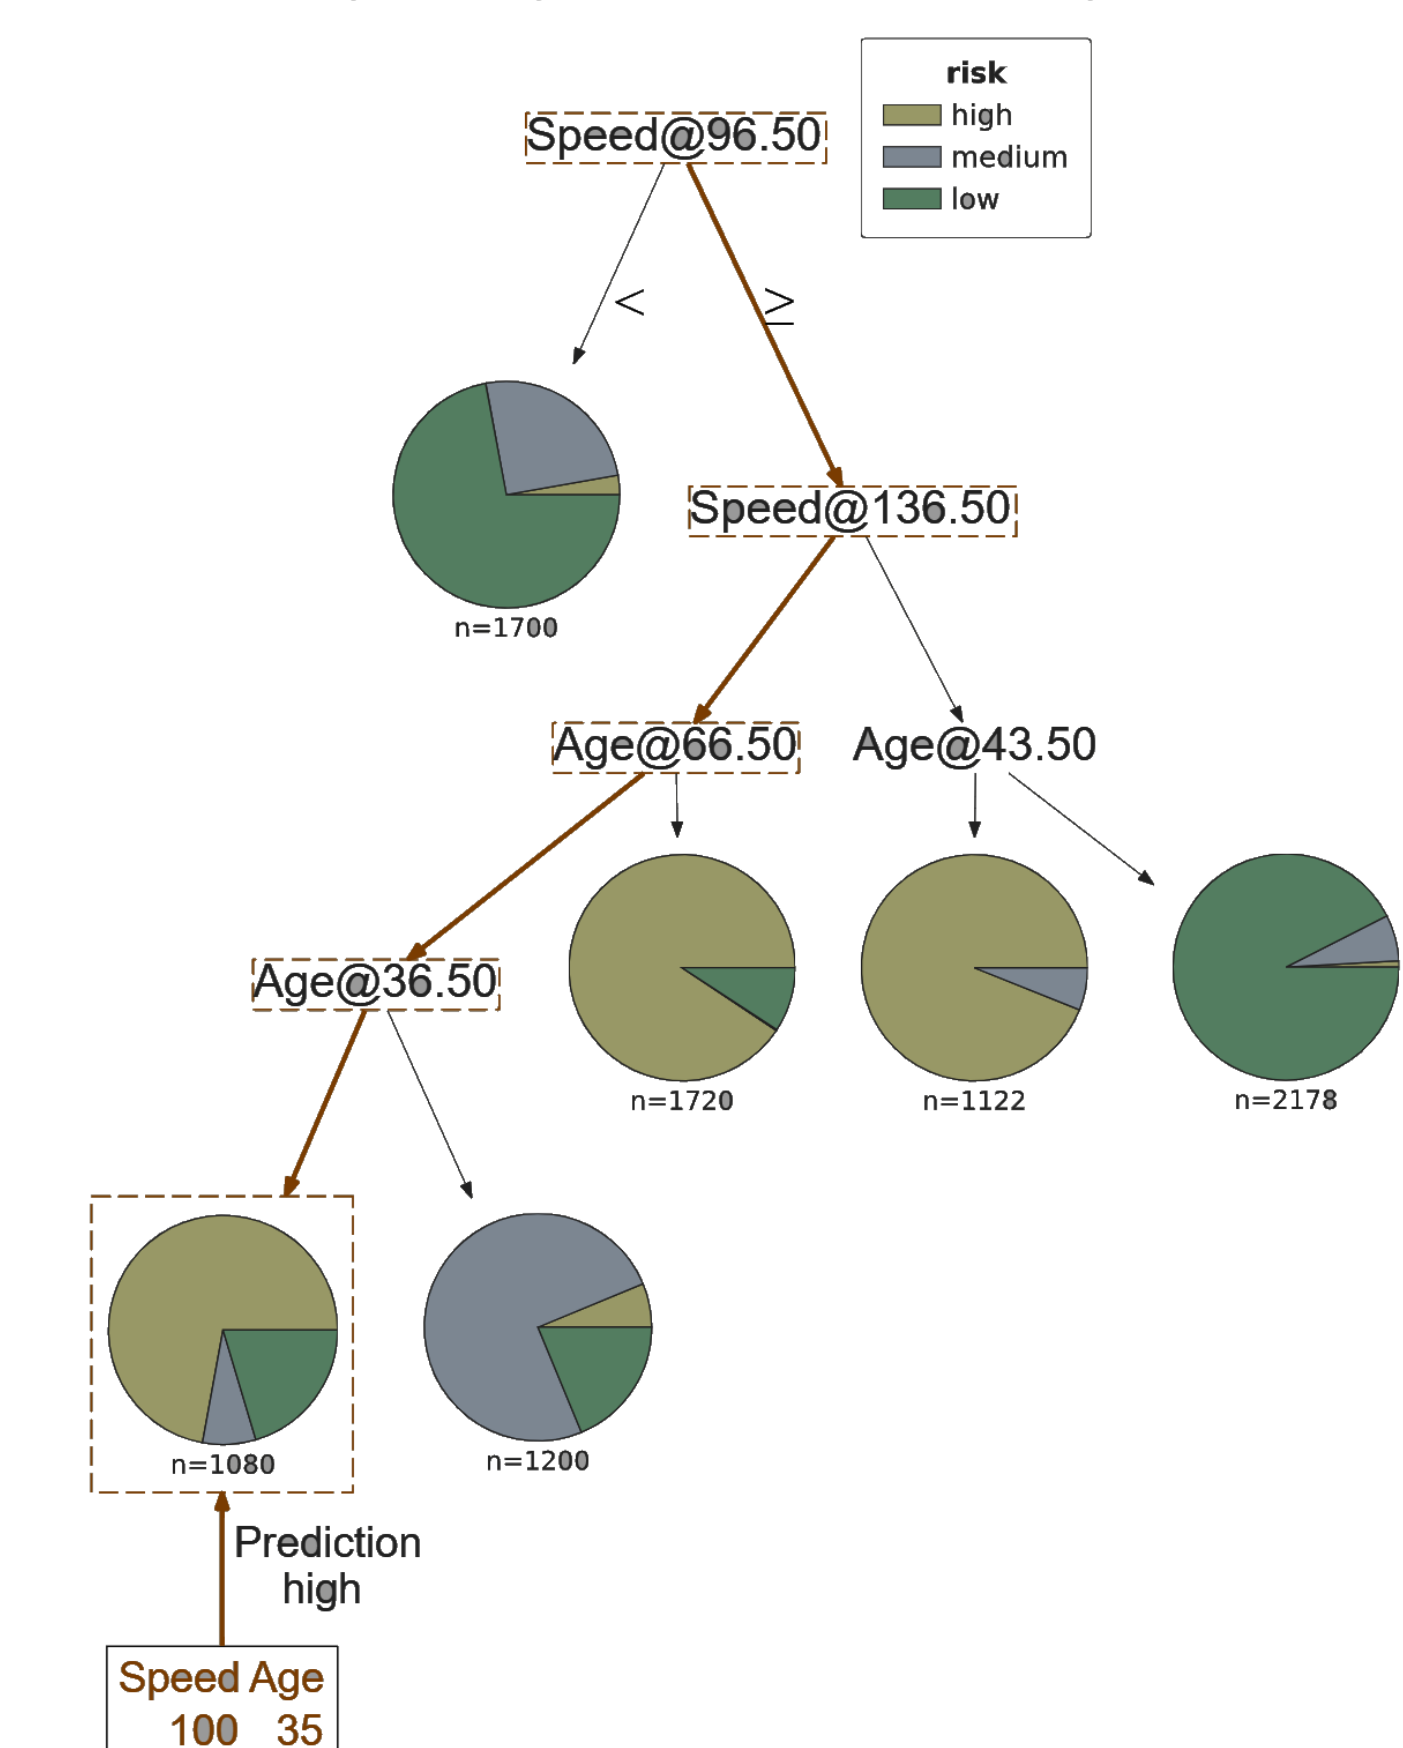 risk
high
medium
low
Speed@96.50
<
≥
n=1700
Speed@136.50
Age@66.50
Age@43.50
n=1720
n=1122
n=2178
Age@36.50
n=1080
n=1200
Prediction
high
Speed Age
100 35